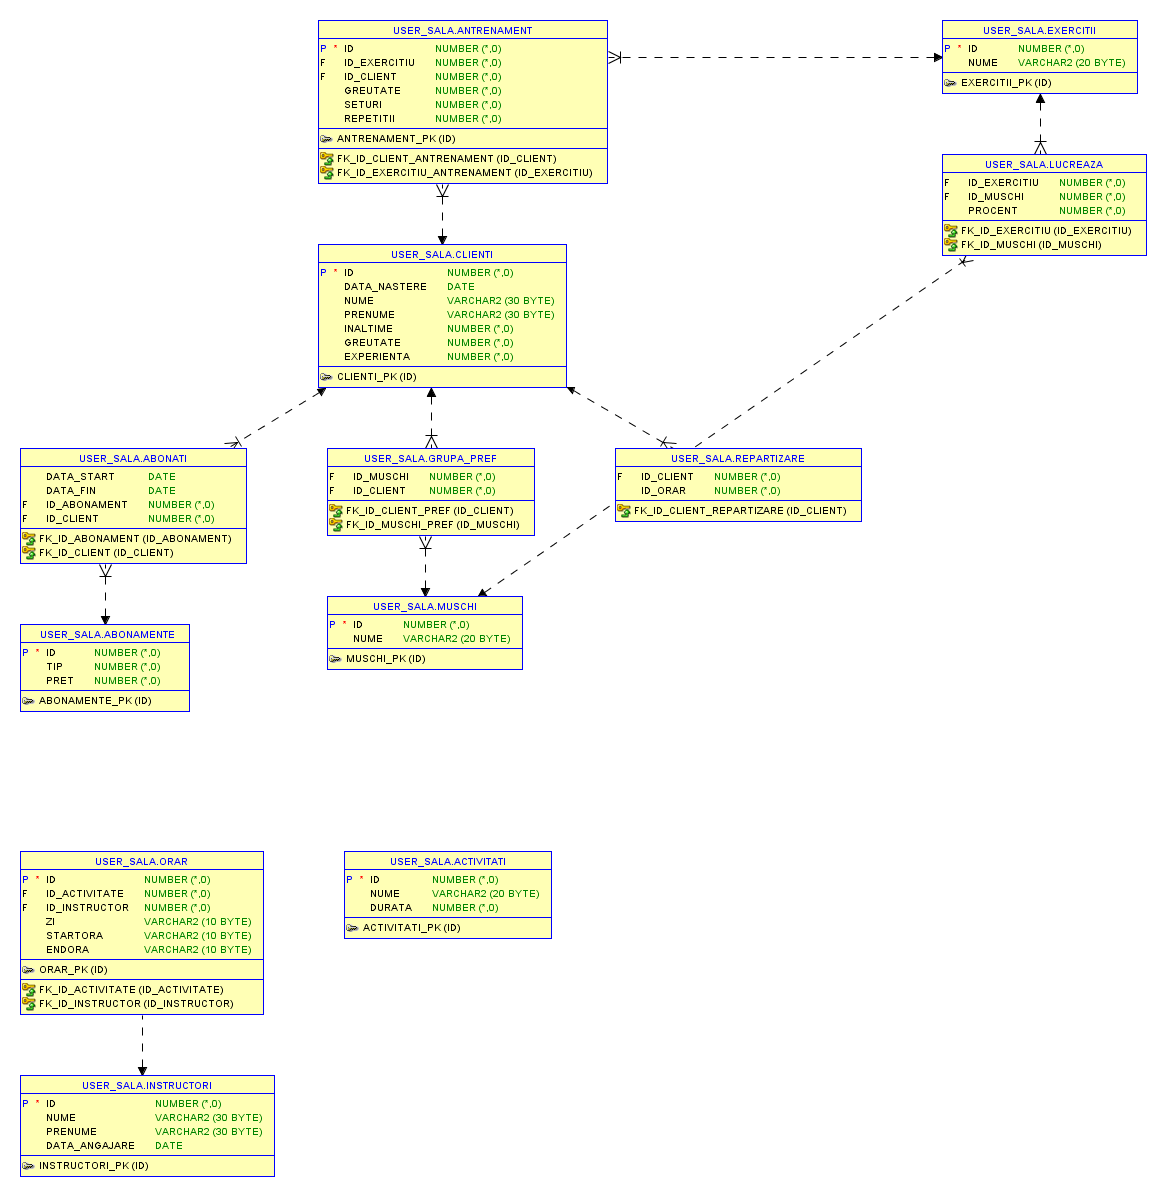 USER_SALA.ANTRENAMENT
P * ID NUMBER (*,0)
F ID_EXERCITIU NUMBER (*,0)
F ID_CLIENT NUMBER (*,0)
GREUTATE NUMBER (*,0)
SETURI NUMBER (*,0)
REPETITII NUMBER (*,0)
ANTRENAMENT_PK (ID)
FK_ID_CLIENT_ANTRENAMENT (ID_CLIENT)
FK_ID_EXERCITIU_ANTRENAMENT (ID_EXERCITIU)
USER_SALA.EXERCITII
P * ID NUMBER (*,0)
NUME VARCHAR2 (20 BYTE)
EXERCITII_PK (ID)
USER_SALA.LUCREAZA
F ID_EXERCITIU NUMBER (*,0)
F ID_MUSCHI NUMBER (*,0)
PROCENT NUMBER (*,0)
FK_ID_EXERCITIU (ID_EXERCITIU)
FK_ID_MUSCHI (ID_MUSCHI)
USER_SALA.CLIENTI
P * ID NUMBER (*,0)
DATA_NASTERE DATE
NUME VARCHAR2 (30 BYTE)
PRENUME VARCHAR2 (30 BYTE)
INALTIME NUMBER (*,0)
GREUTATE NUMBER (*,0)
EXPERIENTA NUMBER (*,0)
CLIENTI_PK (ID)
USER_SALA.ABONATI
DATA_START DATE
DATA_FIN DATE
F ID_ABONAMENT NUMBER (*,0)
F ID_CLIENT NUMBER (*,0)
FK_ID_ABONAMENT (ID_ABONAMENT)
FK_ID_CLIENT (ID_CLIENT)
USER_SALA.GRUPA_PREF
F ID_MUSCHI NUMBER (*,0)
F ID_CLIENT NUMBER (*,0)
FK_ID_CLIENT_PREF (ID_CLIENT)
FK_ID_MUSCHI_PREF (ID_MUSCHI)
USER_SALA.REPARTIZARE
F ID_CLIENT NUMBER (*,0)
ID_ORAR NUMBER (*,0)
FK_ID_CLIENT_REPARTIZARE (ID_CLIENT)
USER_SALA.ABONAMENTE
P * ID NUMBER (*,0)
TIP NUMBER (*,0)
PRET NUMBER (*,0)
ABONAMENTE_PK (ID)
USER_SALA.MUSCHI
P * ID NUMBER (*,0)
NUME VARCHAR2 (20 BYTE)
MUSCHI_PK (ID)
USER_SALA.ORAR
P * ID NUMBER (*,0)
F ID_ACTIVITATE NUMBER (*,0)
F ID_INSTRUCTOR NUMBER (*,0)
ZI VARCHAR2 (10 BYTE)
STARTORA VARCHAR2 (10 BYTE)
ENDORA VARCHAR2 (10 BYTE)
ORAR_PK (ID)
FK_ID_ACTIVITATE (ID_ACTIVITATE)
FK_ID_INSTRUCTOR (ID_INSTRUCTOR)
USER_SALA.ACTIVITATI
P * ID NUMBER (*,0)
NUME VARCHAR2 (20 BYTE)
DURATA NUMBER (*,0)
ACTIVITATI_PK (ID)
USER_SALA.INSTRUCTORI
P * ID NUMBER (*,0)
NUME VARCHAR2 (30 BYTE)
PRENUME VARCHAR2 (30 BYTE)
DATA_ANGAJARE DATE
INSTRUCTORI_PK (ID)